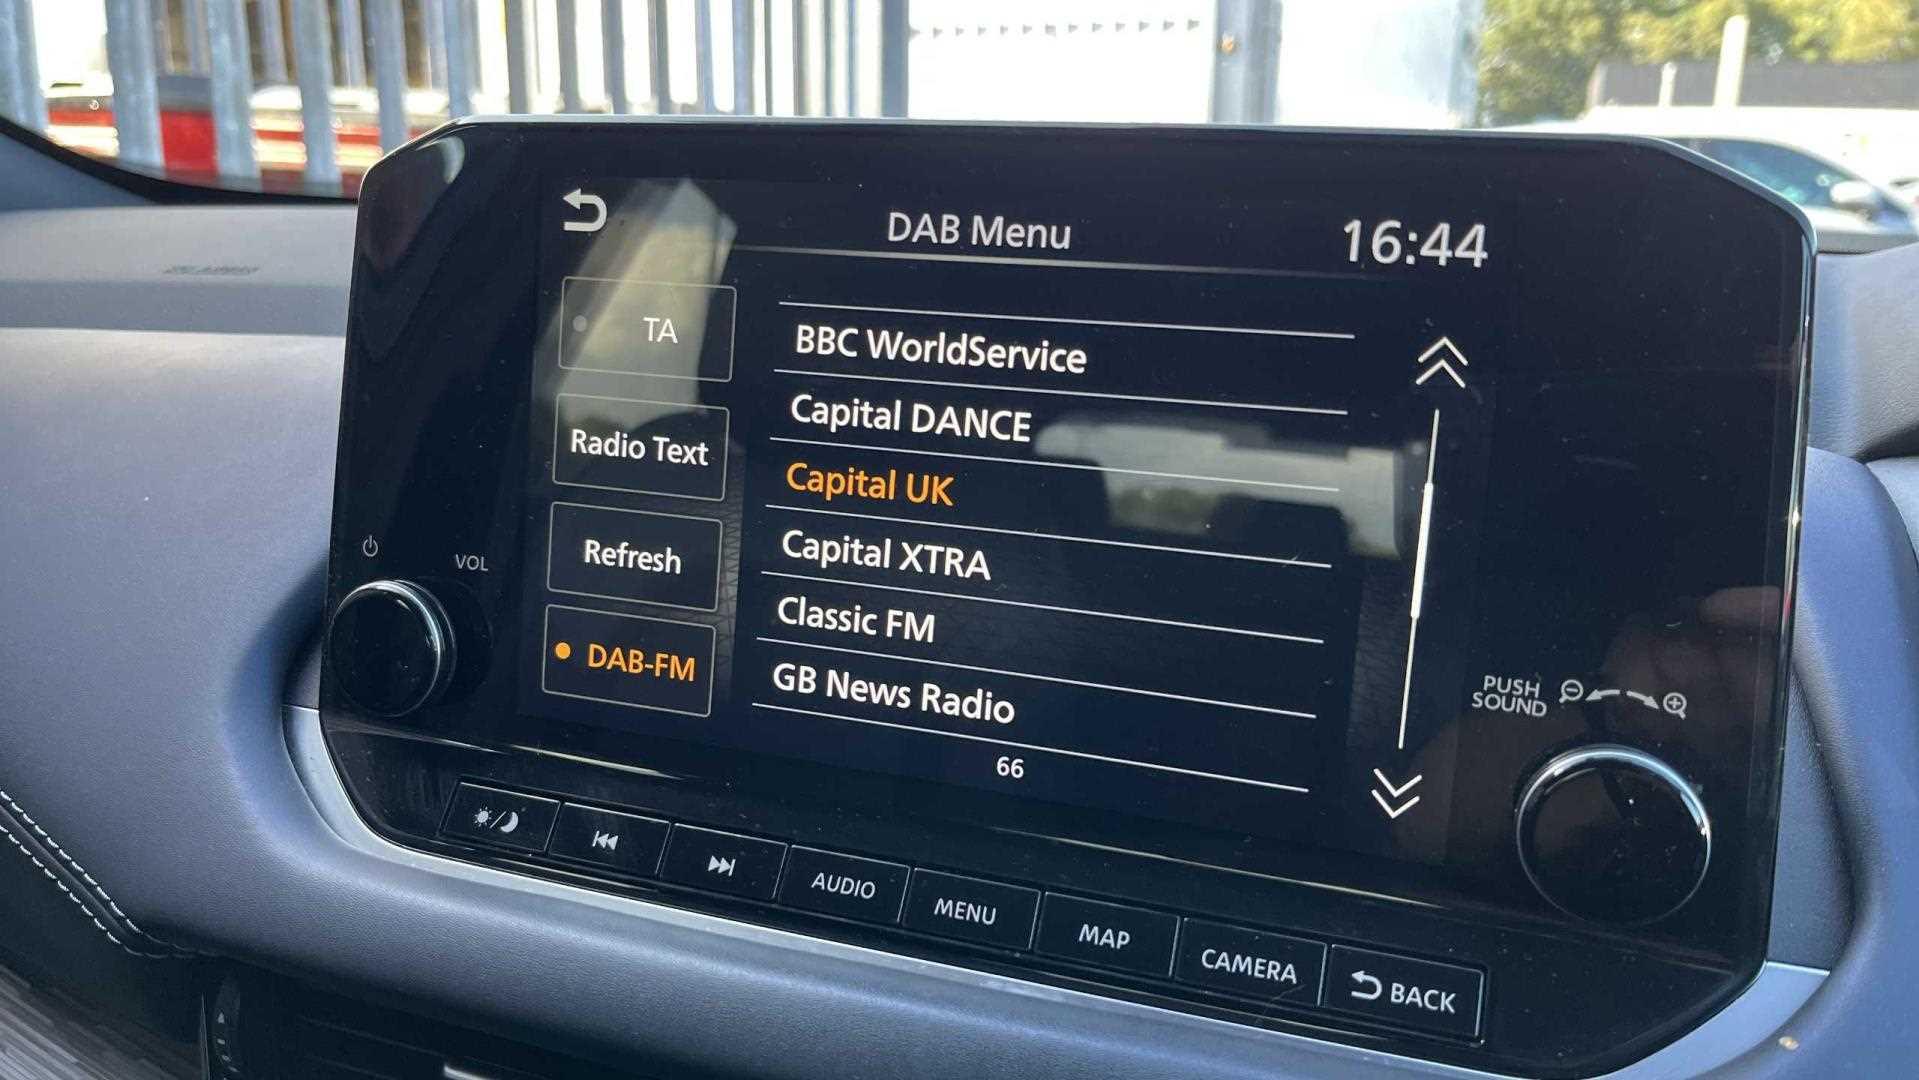 DAB Menu
16:44
TA
Radio Text
Refresh
DAB-FM
BBC WorldService
Capital DANCE
Capital UK
Capital XTRA
Classic FM
GB News Radio
66
VOL
PUSH
SOUND
AUDIO
MENU
MAP
CAMERA
BACK